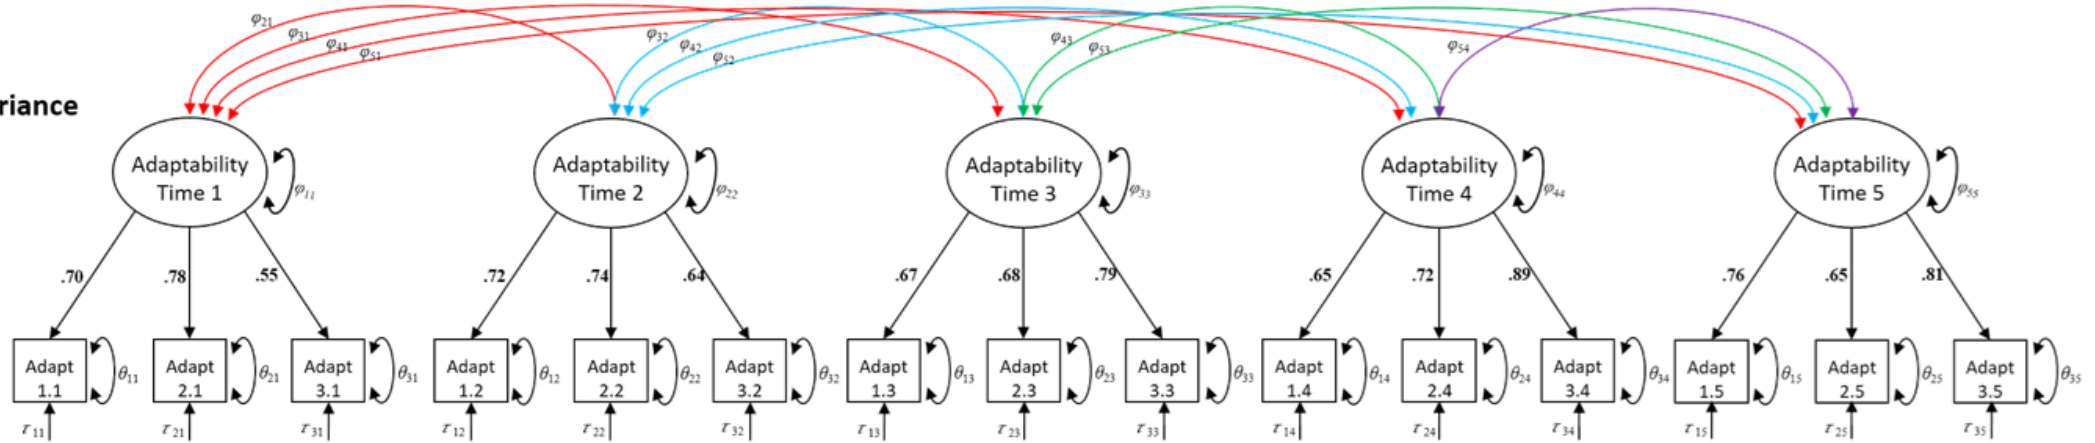 φ21
φ31
φ41
φ51
φ32
φ42
φ52
φ43
φ53
φ54
riance
Adaptability
Time 1
φ11
Adaptability
Time 2
φ22
Adaptability
Time 3
φ33
Adaptability
Time 4
φ44
Adaptability
Time 5
φ55
.70 .78 .55 .72 .74 .64 .67 .68 .79 .65 .72 .89 .76 .65 .81
Adapt
1.1
θ11
Adapt
2.1
θ21
Adapt
3.1
θ31
Adapt
1.2
θ12
Adapt
2.2
θ22
Adapt
3.2
θ32
Adapt
1.3
θ13
Adapt
2.3
θ23
Adapt
3.3
θ33
Adapt
1.4
θ14
Adapt
2.4
θ24
Adapt
3.4
θ34
Adapt
1.5
θ15
Adapt
2.5
θ25
Adapt
3.5
θ35
τ11 τ21 τ31 τ12 τ22 τ32 τ13 τ23 τ33 τ14 τ24 τ34 τ15 τ25 τ35